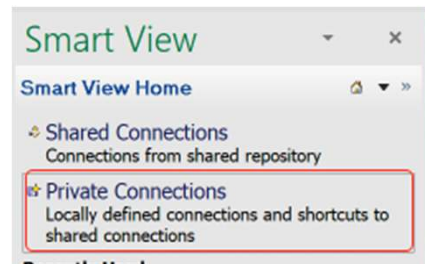 Smart View
Smart View Home
Shared Connections
Connections from shared repository
Private Connections
Locally defined connections and shortcuts to
shared connections